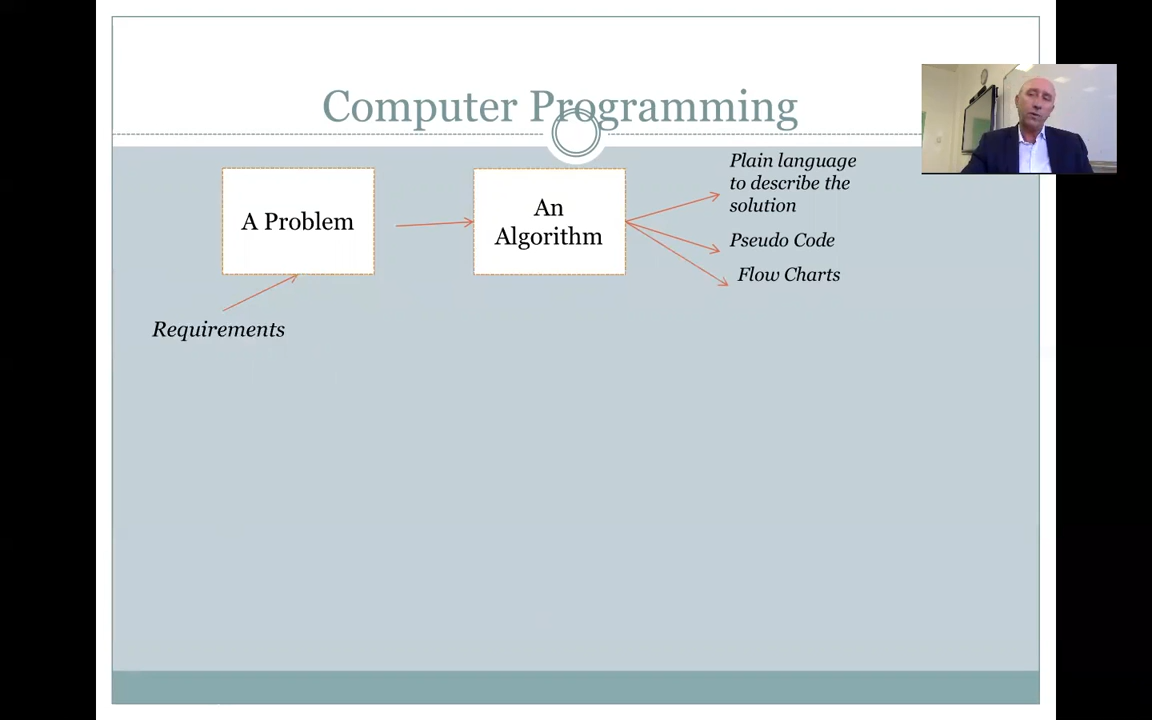 Computer Programming
A Problem
An
Algorithm
Plain language
to describe the
solution
Pseudo Code
Flow Charts
Requirements